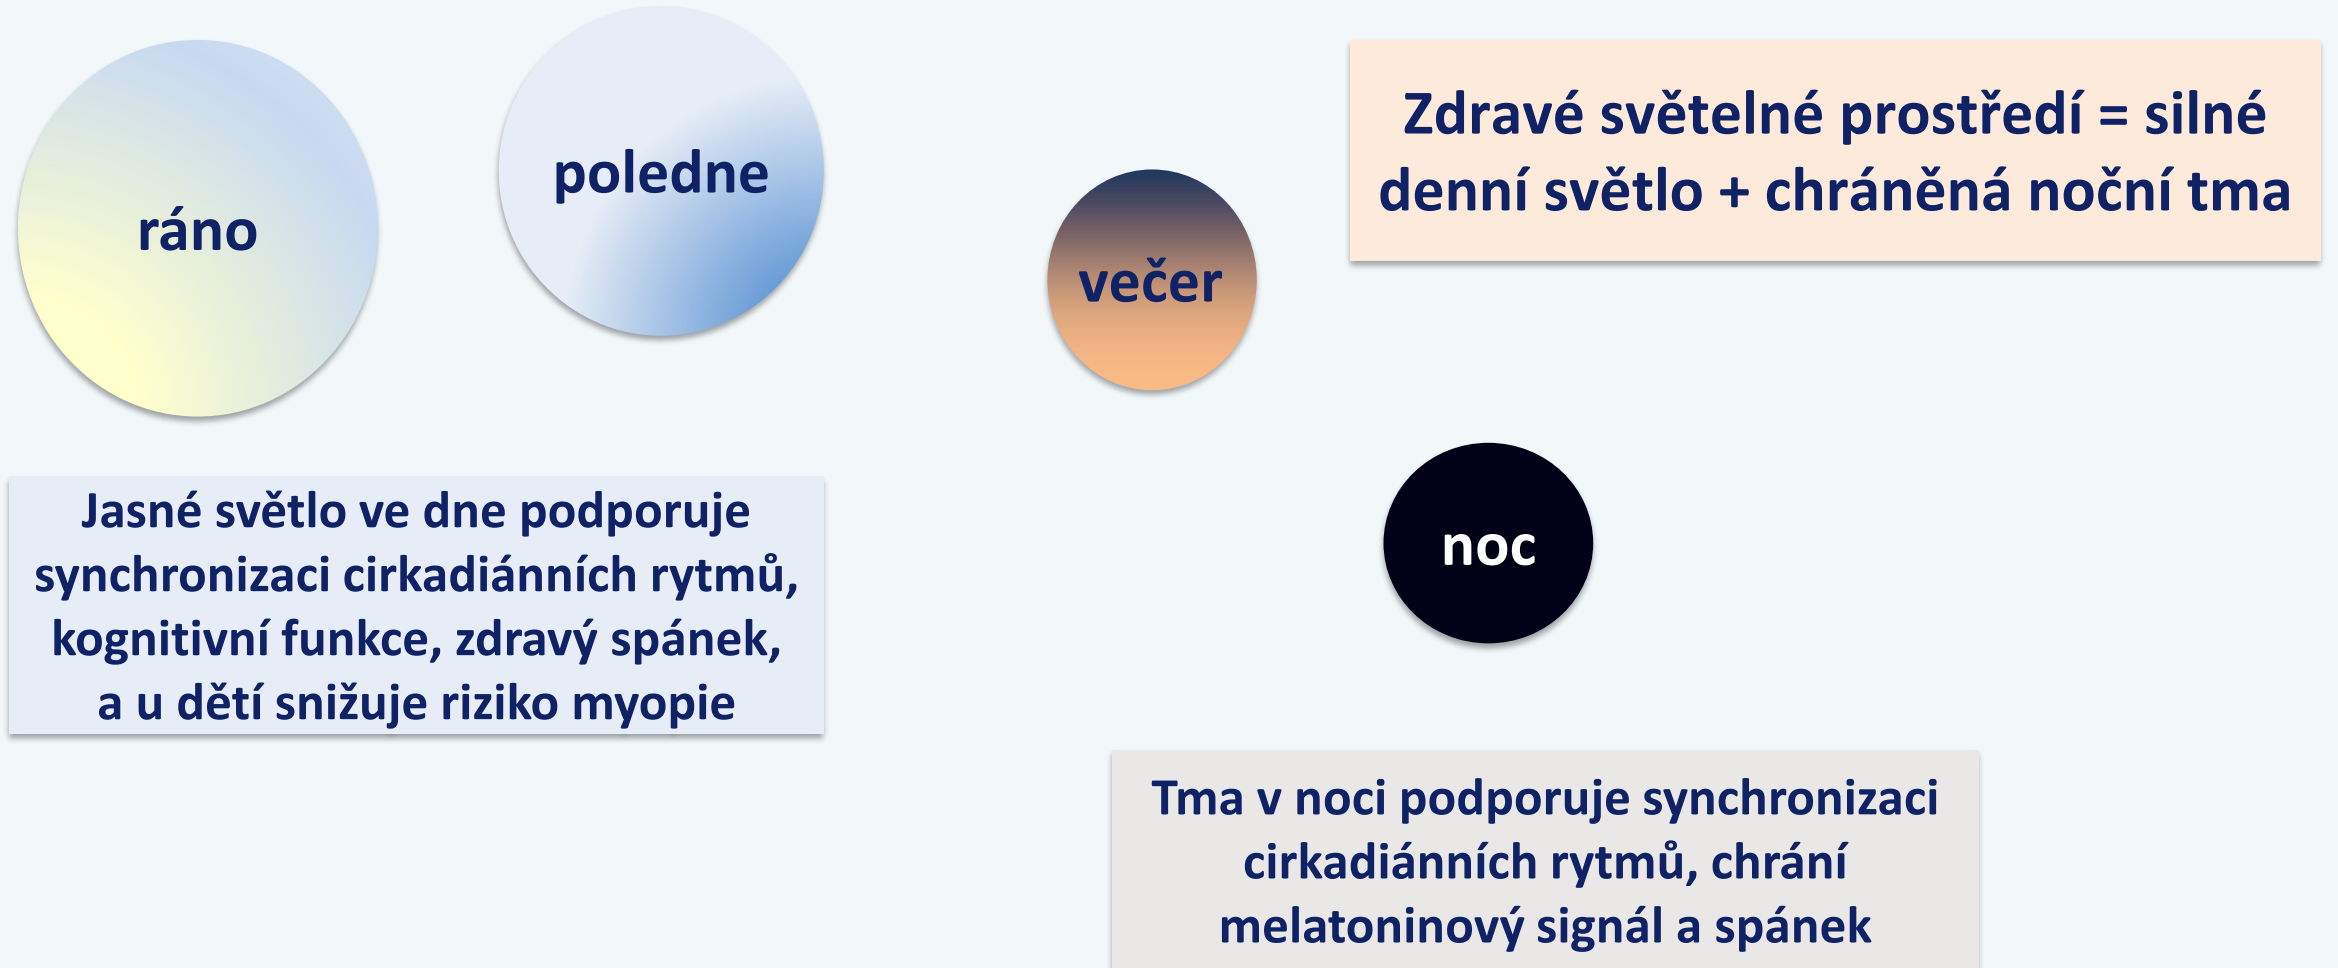 ráno
poledne
večer
Zdravé světelné prostředí = silné
denní světlo + chráněná noční tma
noc
Jasné světlo ve dne podporuje
synchronizaci cirkadiánních rytmů,
kognitivní funkce, zdravý spánek,
a u dětí snižuje riziko myopie
Tma v noci podporuje synchronizaci
cirkadiánních rytmů, chrání
melatoninový signál a spánek